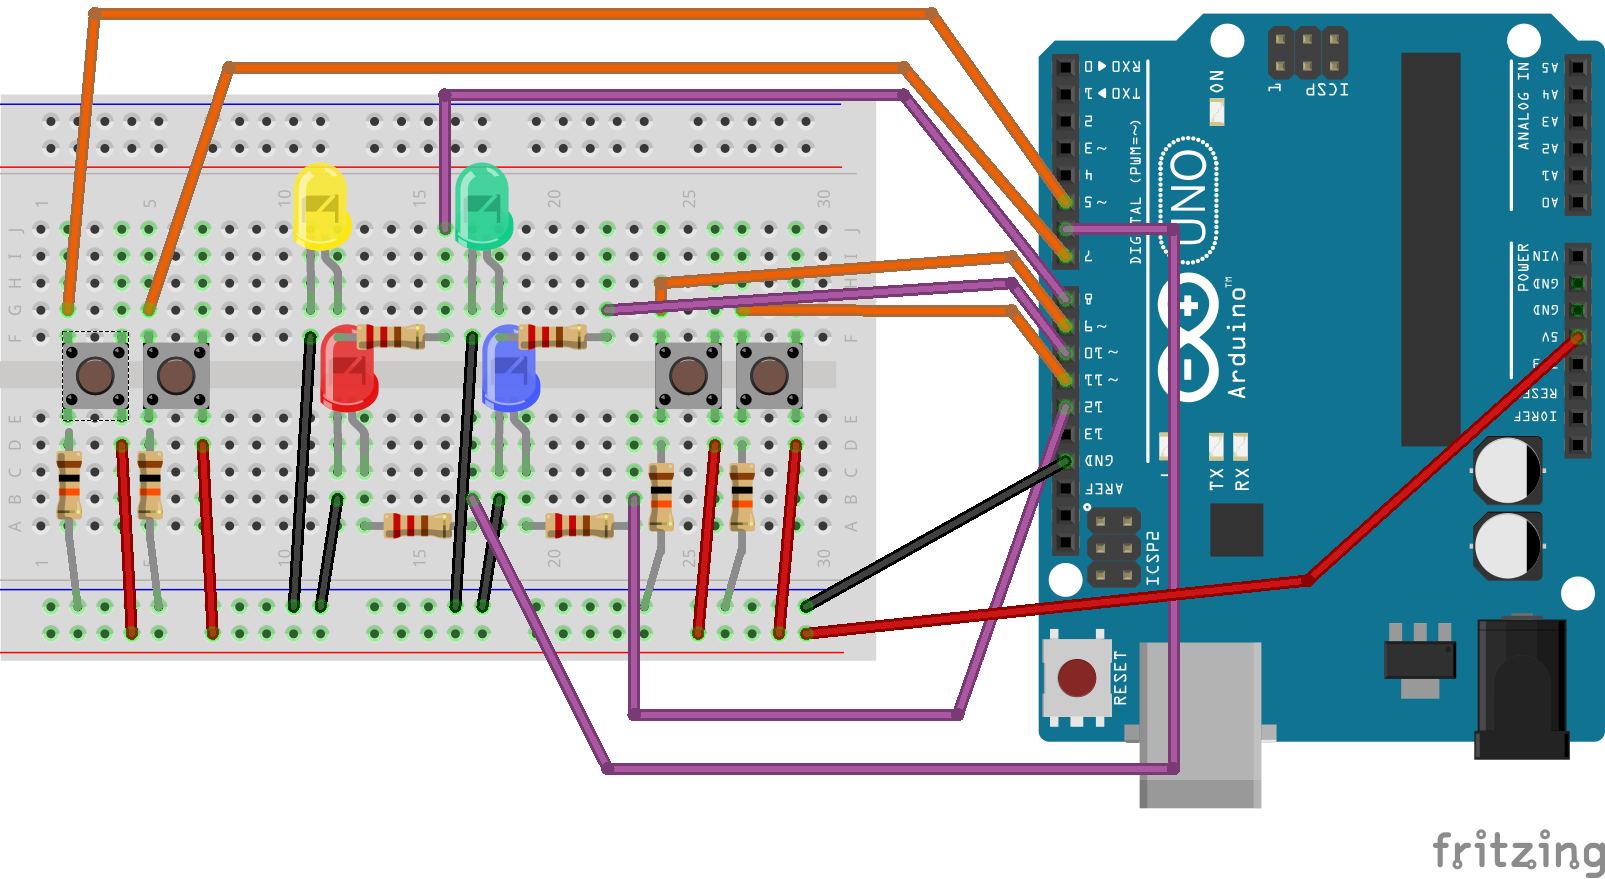 1 5 10 15 20 25 30
J J
I I
H H
G
F F
E E
D D
C C
B B
A A
1 10 15 20 25 30
RX0 ▶ 0
TX0 ▶ 1
2
~ 3
4
~ 5
7
8
~ 9
~ 10
~ 11
12
13
GND
AREF
DIGITAL (PWM=~)
ON
1 ICSP
UNO
Arduino™
TX
RX
ICSP2
RESET
ANALOG IN
A5
A4
A3
A2
A1
A0
POWER
VIN
GND
GND
5V
RESET
IOREF
fritzing